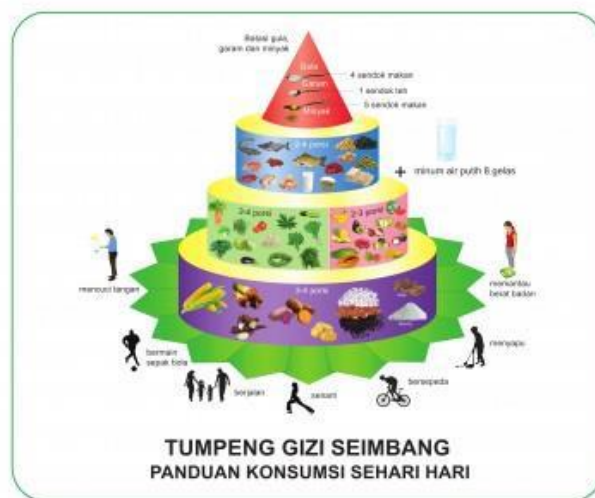 Batasi gula,
garam dan minyak
Gula
Garam
Minyak
4 sendok makan
1 sendok teh
5 sendok makan
2-4 porsi
+ minum air putih 8 gelas
3-4 porsi
2-3 porsi
3-4 porsi
mencuci tangan
memantau
berat badan
bermain
sepak bola
berjalan
senam
bersepeda
menyapu
TUMPENG GIZI SEIMBANG
PANDUAN KONSUMSI SEHARI HARI